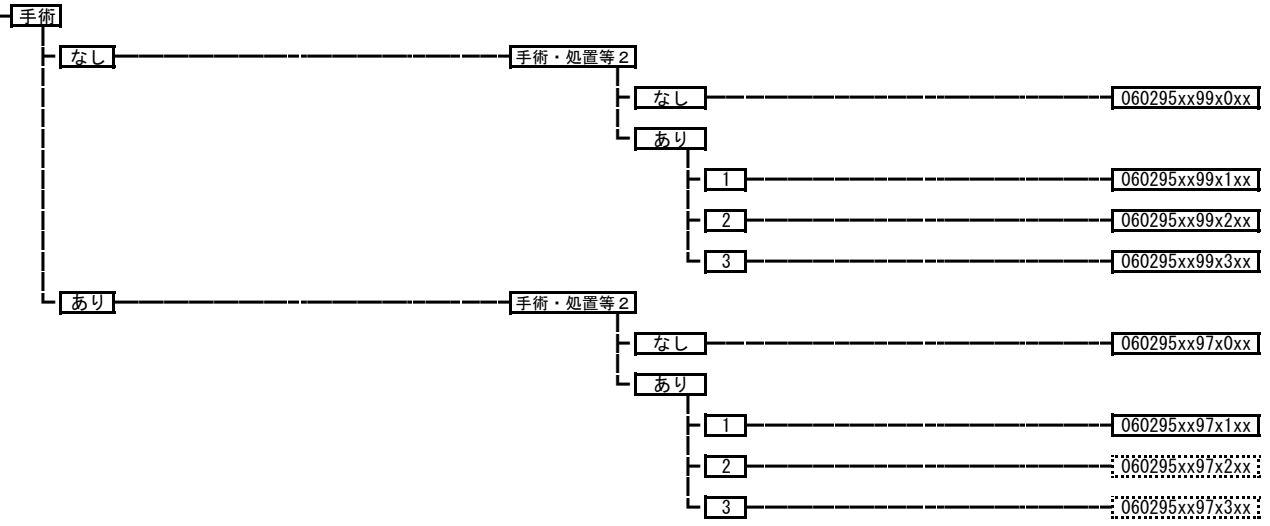 手術
なし 手術・処置等2
なし 060295xx99x0xx
あり
1 060295xx99x1xx
2 060295xx99x2xx
3 060295xx99x3xx
あり 手術・処置等2
なし 060295xx97x0xx
あり
1 060295xx97x1xx
2 060295xx97x2xx
3 060295xx97x3xx